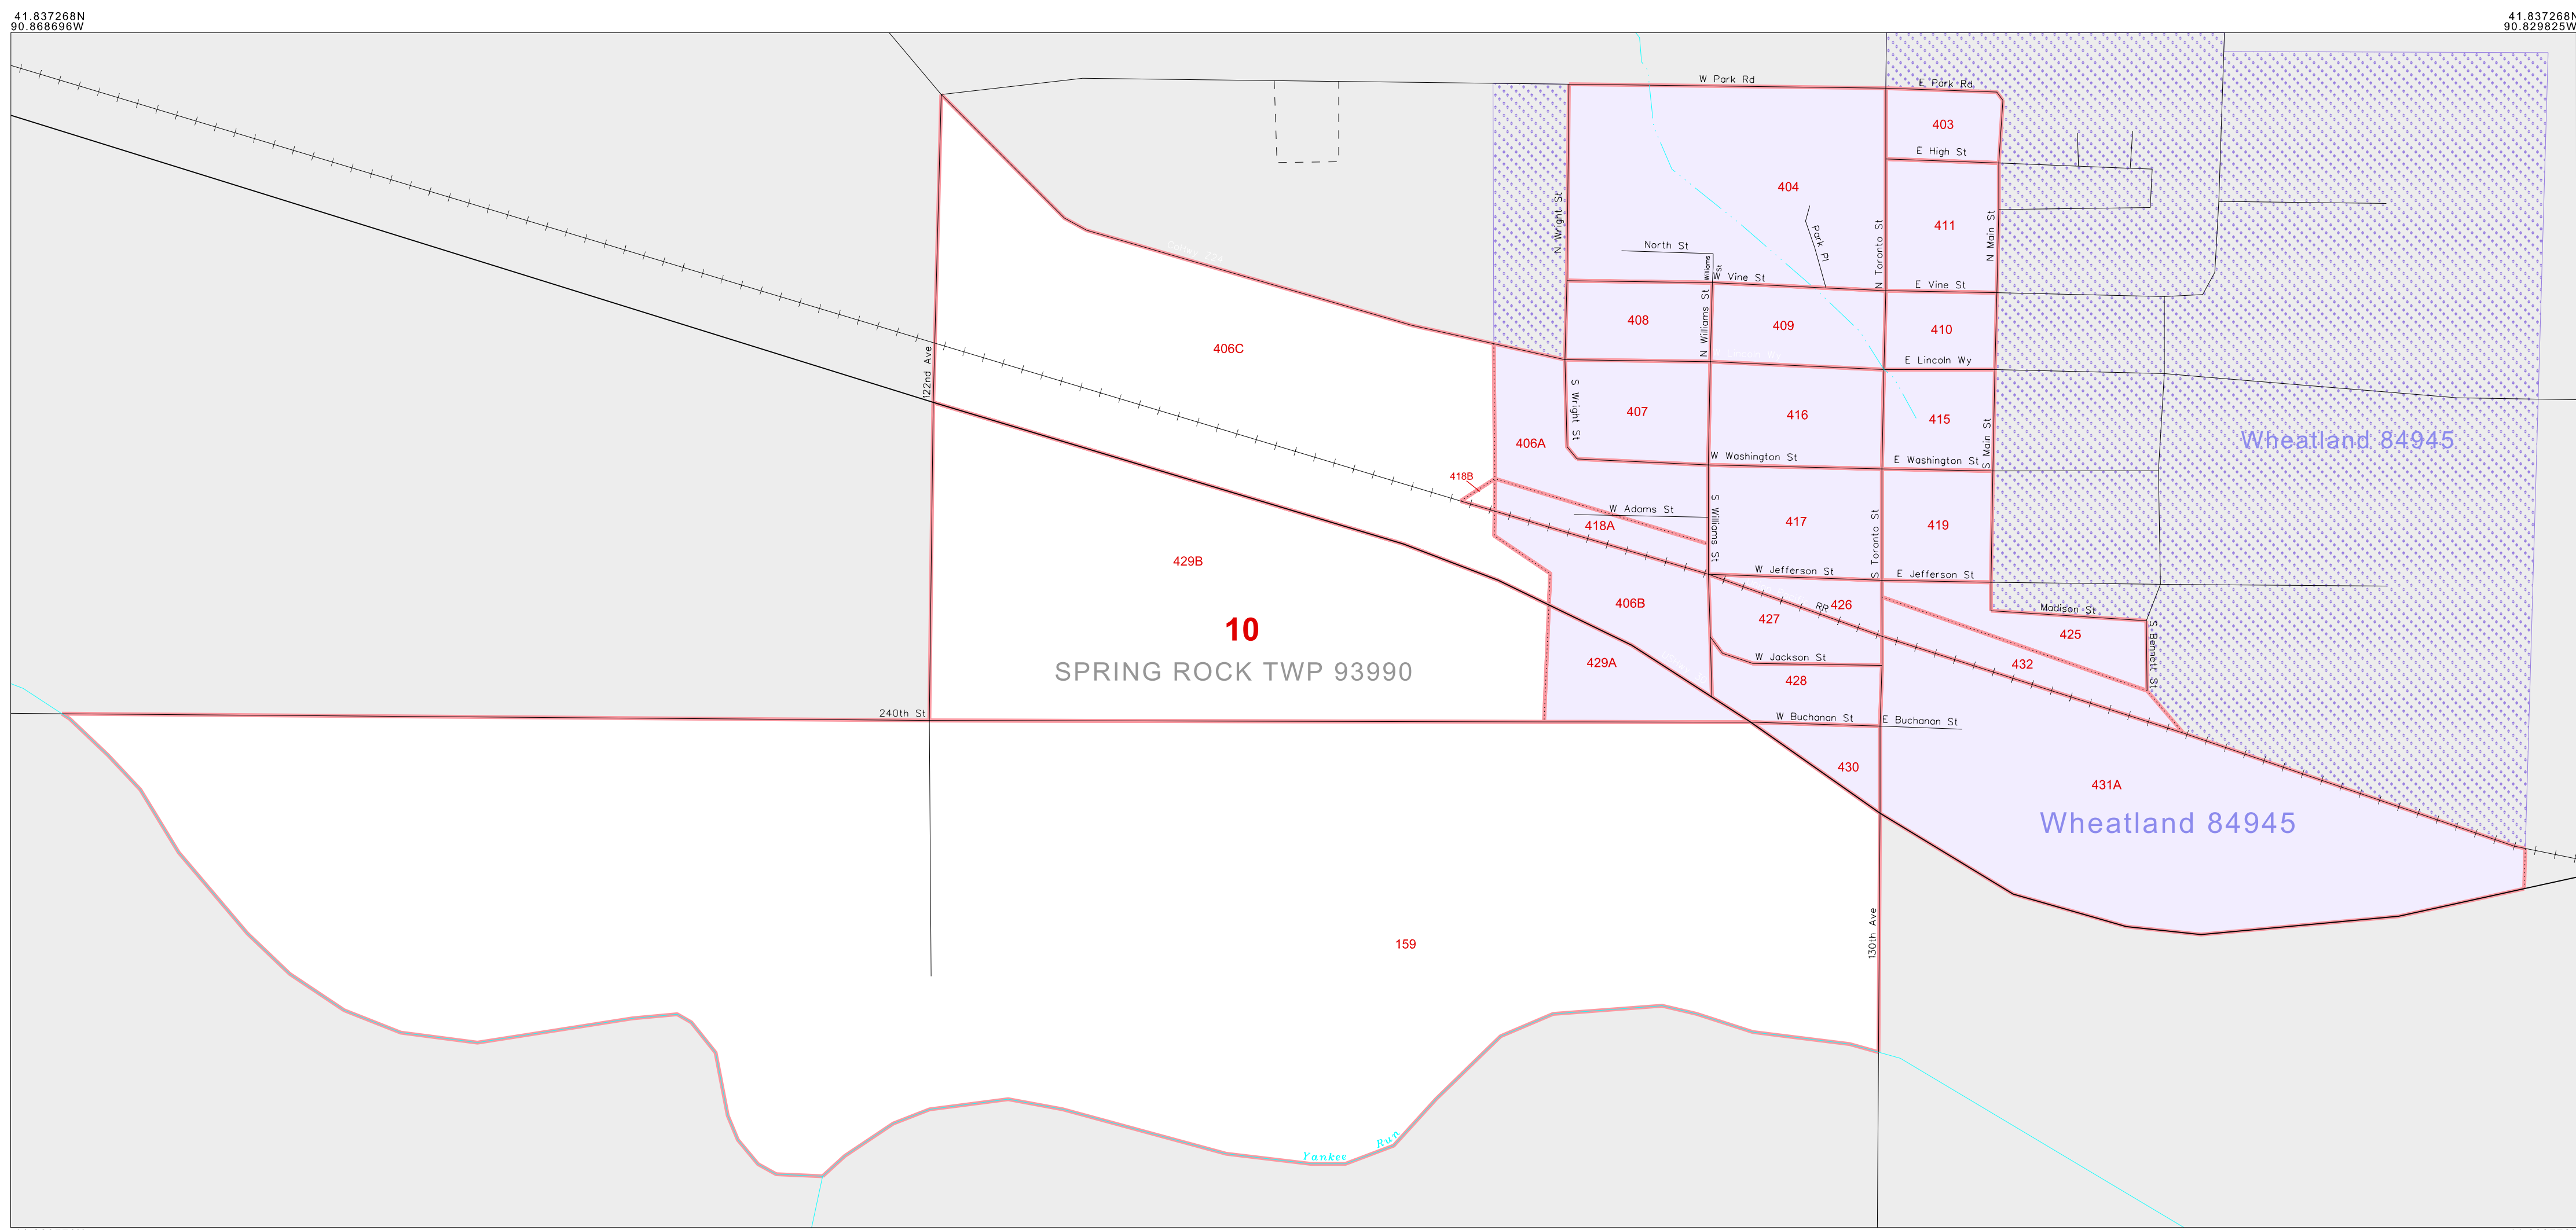 41.837268N
90.868696W
41.837268N
90.829825W
W Park Rd
E Park Rd
403
E High St
404
N Wright St
N Toronto St
411
N Main St
Park Pl
North St
Williams St
W Vine St
E Vine St
408
N Williams St
409
410
406C
122nd Ave
E Lincoln Wy
S Wright St
407
416
415
S Main St
406A
Wheatland 84945
W Washington St
E Washington St
418B
W Adams St
418A
S Williams St
417
S Toronto St
419
429B
W Jefferson St
E Jefferson St
406B
RR
426
427
Madison St
425
S Bennett St
10
SPRING ROCK TWP 93990
429A
W Jackson St
432
428
240th St
W Buchanan St
E Buchanan St
430
431A
Wheatland 84945
159
130th Ave
Yankee Run